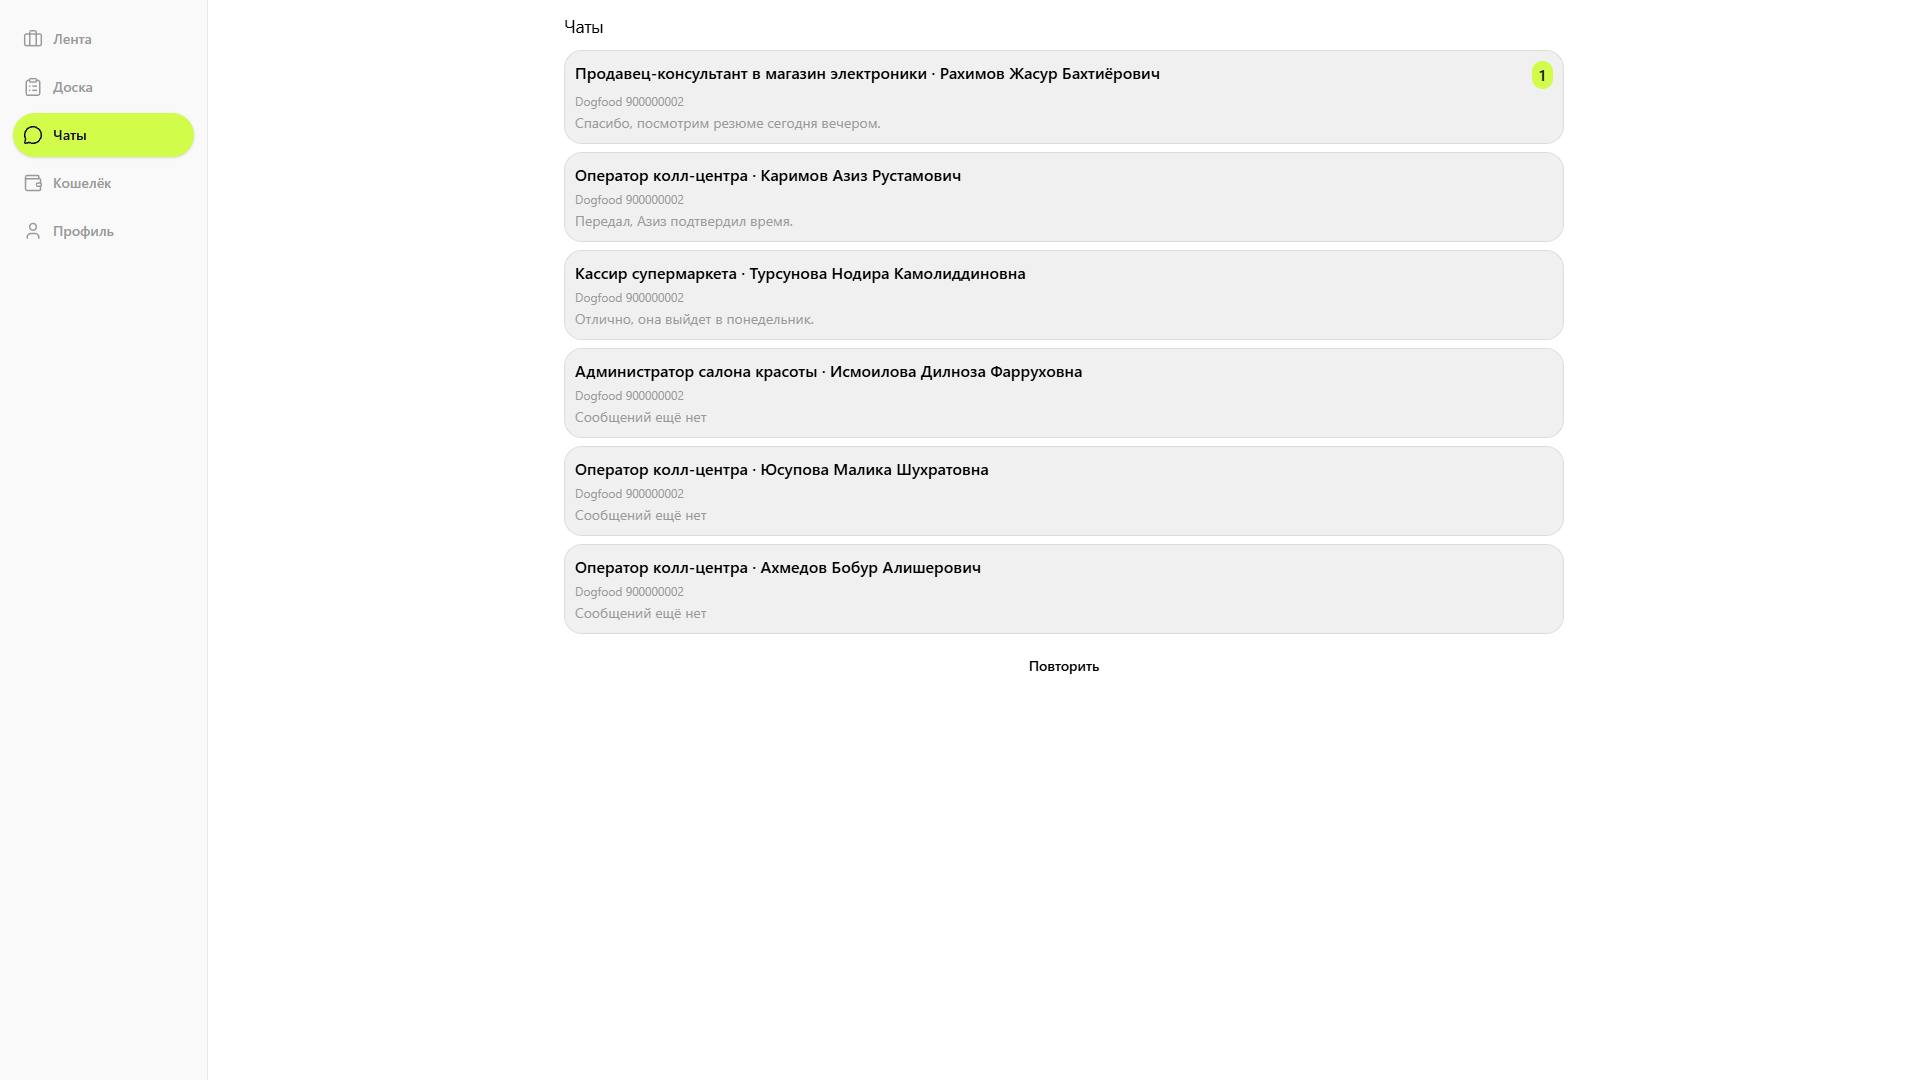 Лента
Доска
Чаты
Кошелёк
Профиль
Чаты
Продавец-консультант в магазин электроники · Рахимов Жасур Бахтиёрович
1
Dogfood 900000002
Спасибо, посмотрим резюме сегодня вечером.
Оператор колл-центра · Каримов Азиз Рустамович
Dogfood 900000002
Передал, Азиз подтвердил время.
Кассир супермаркета · Турсунова Нодира Камолиддиновна
Dogfood 900000002
Отлично, она выйдет в понедельник.
Администратор салона красоты · Исмоилова Дилноза Фарруховна
Dogfood 900000002
Сообщений ещё нет
Оператор колл-центра · Юсупова Малика Шухратовна
Dogfood 900000002
Сообщений ещё нет
Оператор колл-центра · Ахмедов Бобур Алишерович
Dogfood 900000002
Сообщений ещё нет
Повторить